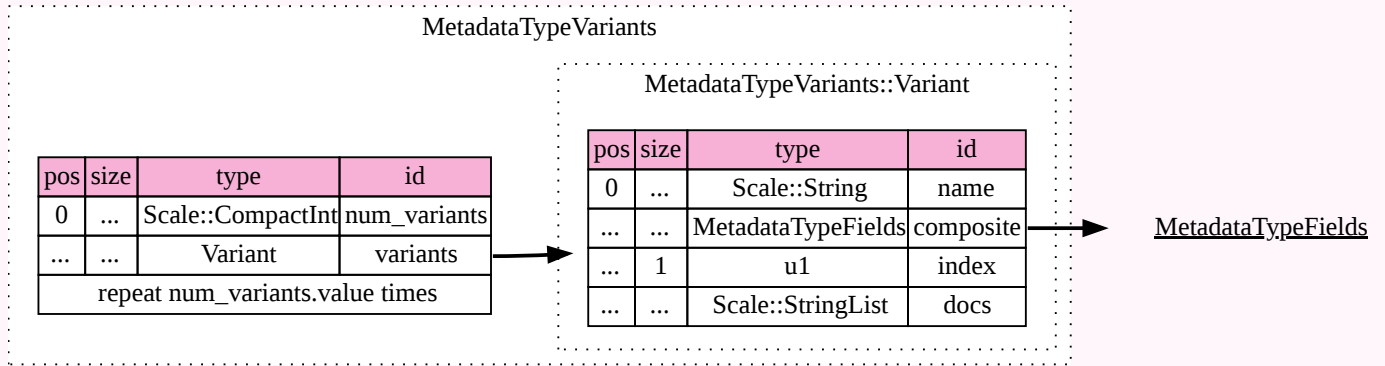 MetadataTypeVariants
MetadataTypeVariants::Variant
pos size type id
0 ... Scale::CompactInt num_variants
... ... Variant variants
repeat num_variants.value times
pos size type id
0 ... Scale::String name
... ... MetadataTypeFields composite
... 1 u1 index
... ... Scale::StringList docs
MetadataTypeFields